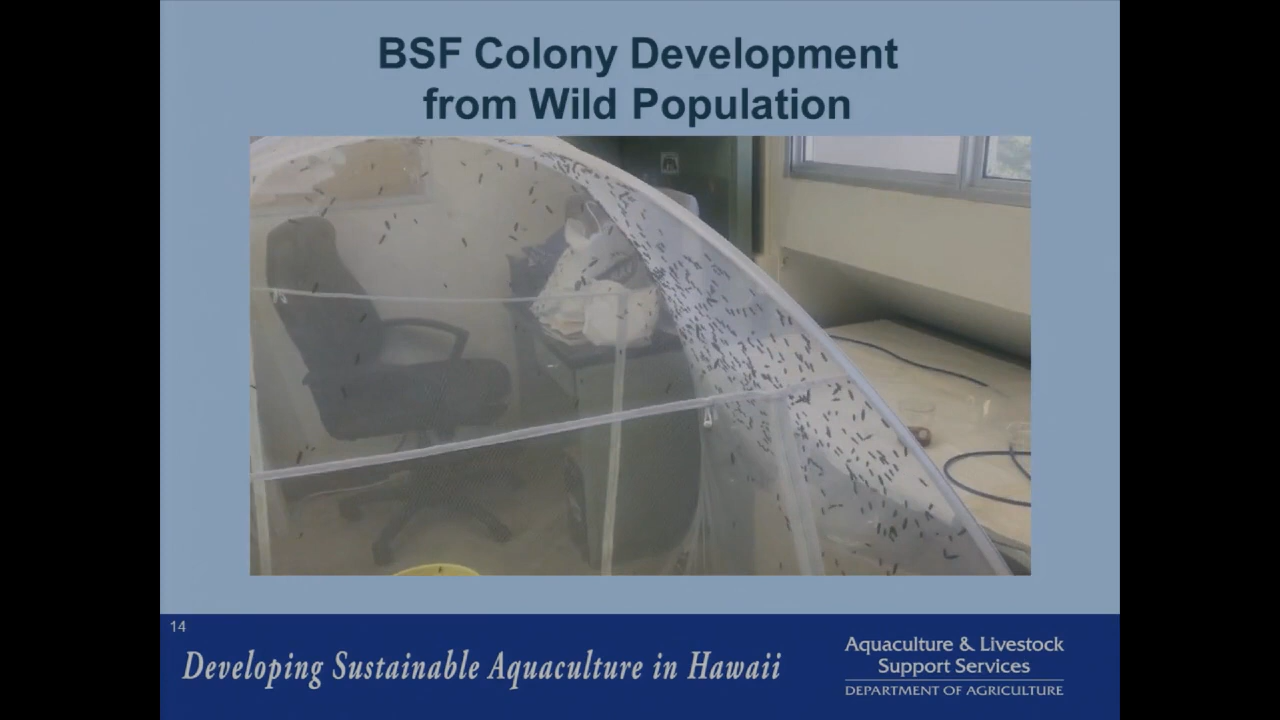 BSF Colony Development
from Wild Population
14
Developing Sustainable Aquaculture in Hawaii
Aquaculture & Livestock
Support Services
DEPARTMENT OF AGRICULTURE